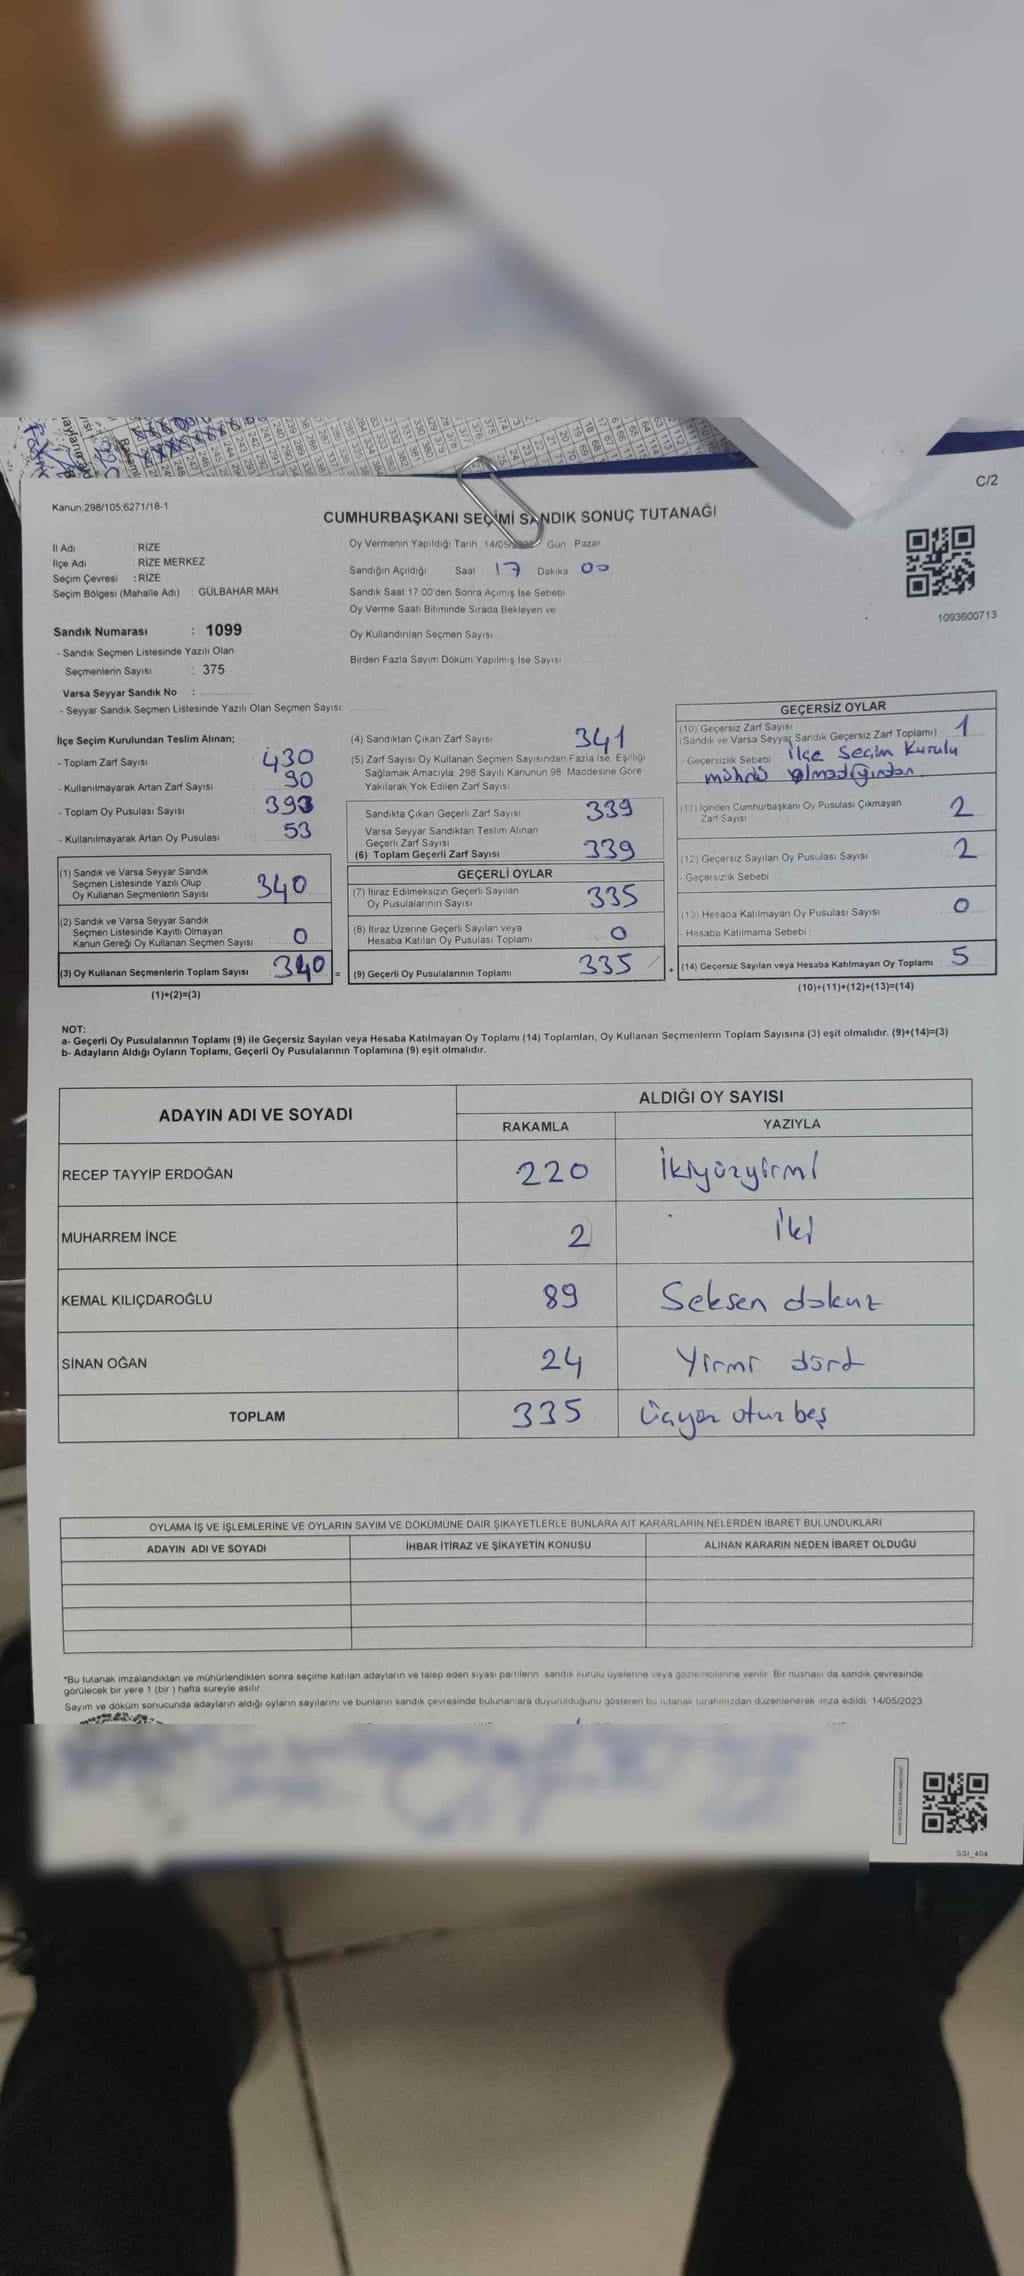 C/2
Kanun 298/105,6271/18-1
CUMHURBAŞKANI SEÇİMİ SANDIK SONUÇ TUTANAĞI
İl Adı : RİZE
İlçe Adı : RİZE MERKEZ
Seçim Çevresi : RİZE
Seçim Bölgesi (Mahalle Adı) : GÜLBAHAR MAH.
Oy Vermenin Yapıldığı Tarih 14/05/ Gün Pazar
Sandığın Açıldığı Saat : 17 Dakika 00
Sandık Saat 17:00'den Sonra Açımış İse Sebebi
Oy Verme Saati Bitiminde Sırada Bekleyen ve
Oy Kullandırılan Seçmen Sayısı
Birden Fazla Sayım Döküm Yapılmış İse Sayısı
1093600713
Sandık Numarası : 1099
- Sandık Seçmen Listesinde Yazılı Olan
Seçmenlerin Sayısı : 375
Varsa Seyyar Sandık No :
- Seyyar Sandık Seçmen Listesinde Yazılı Olan Seçmen Sayısı:
İlçe Seçim Kurulundan Teslim Alınan;
- Toplam Zarf Sayısı 430
- Kullanılmayarak Artan Zarf Sayısı 90
- Toplam Oy Pusulası Sayısı 393
- Kullanılmayarak Artan Oy Pusulası 53
(1) Sandık ve Varsa Seyyar Sandık
Seçmen Listesinde Yazılı Olup
Oy Kullanan Seçmenlerin Sayısı 340
(2) Sandık ve Varsa Seyyar Sandık
Seçmen Listesinde Kayıtlı Olmayan
Kanun Gereği Oy Kullanan Seçmen Sayısı 0
(3) Oy Kullanan Seçmenlerin Toplam Sayısı : 340 =
(1)+(2)=(3)
(4) Sandıktan Çıkan Zarf Sayısı 341
(5) Zarf Sayısı Oy Kullanan Seçmen Sayısından Fazla İse, Eşitliği
Sağlamak Amacıyla, 298 Sayılı Kanunun 98. Maddesine Göre
Yakılarak Yok Edilen Zarf Sayısı
Sandıkta Çıkan Geçerli Zarf Sayısı 339
Varsa Seyyar Sandıktan Teslim Alınan
Geçerli Zarf Sayısı
(6) Toplam Geçerli Zarf Sayısı 339
GEÇERLİ OYLAR
(7) İtiraz Edilmeksizin Geçerli Sayılan
Oy Pusulalarının Sayısı 335
(8) İtiraz Üzerine Geçerli Sayılan veya
Hesaba Katılan Oy Pusulası Toplamı 0
(9) Geçerli Oy Pusulalarının Toplamı 335 +
GEÇERSİZ OYLAR
(10) Geçersiz Zarf Sayısı
(Sandık ve Varsa Seyyar Sandık Geçersiz Zarf Toplamı) : 1
- Geçersizlik Sebebi : İlçe Seçim Kurulu
mührü olmadığından
(11) İçinden Cumhurbaşkanı Oy Pusulası Çıkmayan
Zarf Sayısı 2
(12) Geçersiz Sayılan Oy Pusulası Sayısı 2
- Geçersizlik Sebebi
(13) Hesaba Katılmayan Oy Pusulası Sayısı 0
- Hesaba Katılmama Sebebi :
(14) Geçersiz Sayılan veya Hesaba Katılmayan Oy Toplamı : 5
(10)+(11)+(12)+(13)=(14)
NOT:
a- Geçerli Oy Pusulalarının Toplamı (9) ile Geçersiz Sayılan veya Hesaba Katılmayan Oy Toplamı (14) Toplamları, Oy Kullanan Seçmenlerin Toplam Sayısına (3) eşit olmalıdır. (9)+(14)=(3)
b- Adayların Aldığı Oyların Toplamı, Geçerli Oy Pusulalarının Toplamına (9) eşit olmalıdır.
ADAYIN ADI VE SOYADI ALDIĞI OY SAYISI
RAKAMLA YAZIYLA
RECEP TAYYİP ERDOĞAN 220 İkiyüzyirmi
MUHARREM İNCE 2 İki
KEMAL KILIÇDAROĞLU 89 Seksen dokuz
SİNAN OĞAN 24 Yirmi dört
TOPLAM 335 Üçyüz otuz beş
OYLAMA İŞ VE İŞLEMLERİNE VE OYLARIN SAYIM VE DÖKÜMÜNE DAİR ŞİKAYETLERLE BUNLARA AİT KARARLARIN NELERDEN İBARET BULUNDUKLARI
ADAYIN ADI VE SOYADI İHBAR İTİRAZ VE ŞİKAYETİN KONUSU ALINAN KARARIN NEDEN İBARET OLDUĞU
*Bu tutanak imzalandıktan ve mühürlendikten sonra seçime katılan adayların ve talep eden siyasi partilerin sandık kurulu üyelerine veya gözlemcilerine verilir. Bir nüshası da sandık çevresinde
görülecek bir yere 1 (bir ) hafta süreyle asılır.
Sayım ve döküm sonucunda adayların aldığı oyların sayılarını ve bunların sandık çevresinde bulunanlara duyurulduğunu gösteren bu tutanak tarafımızdan düzenlenerek imza edildi. 14/05/2023
SSI_404